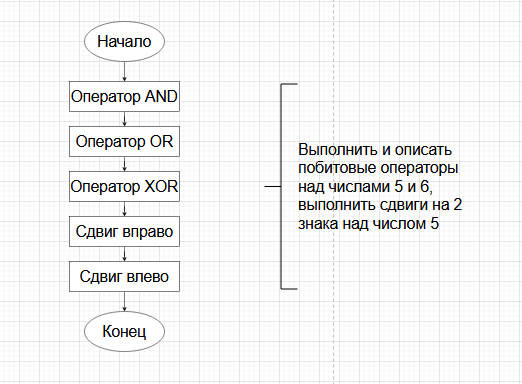 Начало
Оператор AND
Оператор OR
Оператор XOR
Сдвиг вправо
Сдвиг влево
Конец
Выполнить и описать
побитовые операторы
над числами 5 и 6,
выполнить сдвиги на 2
знака над числом 5